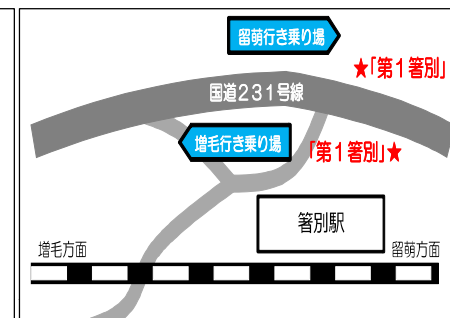 留萌行き乗り場
★「第1箸別」
国道231号線
増毛行き乗り場
「第1箸別」★
箸別駅
増毛方面
留萌方面